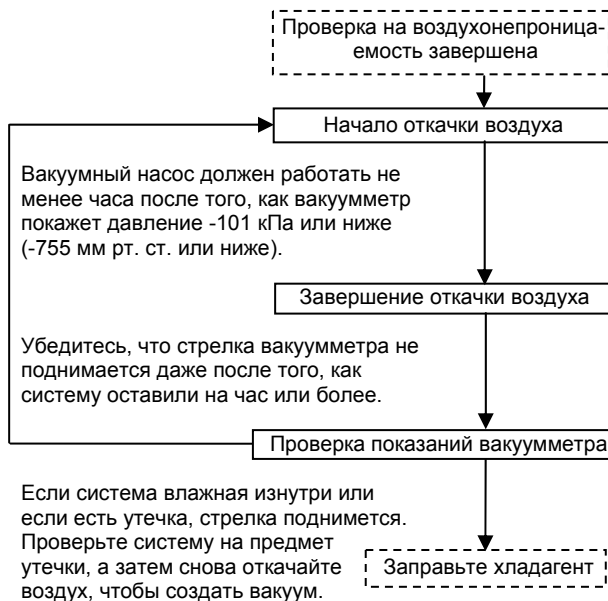 Проверка на воздухонепроница-
емость завершена
Начало откачки воздуха
Вакуумный насос должен работать не
менее часа после того, как вакуумметр
покажет давление -101 кПа или ниже
(-755 мм рт. ст. или ниже).
Завершение откачки воздуха
Убедитесь, что стрелка вакуумметра не
поднимается даже после того, как
систему оставили на час или более.
Проверка показаний вакуумметра
Если система влажная изнутри или
если есть утечка, стрелка поднимется.
Проверьте систему на предмет
утечки, а затем снова откачайте
воздух, чтобы создать вакуум.
Заправьте хладагент